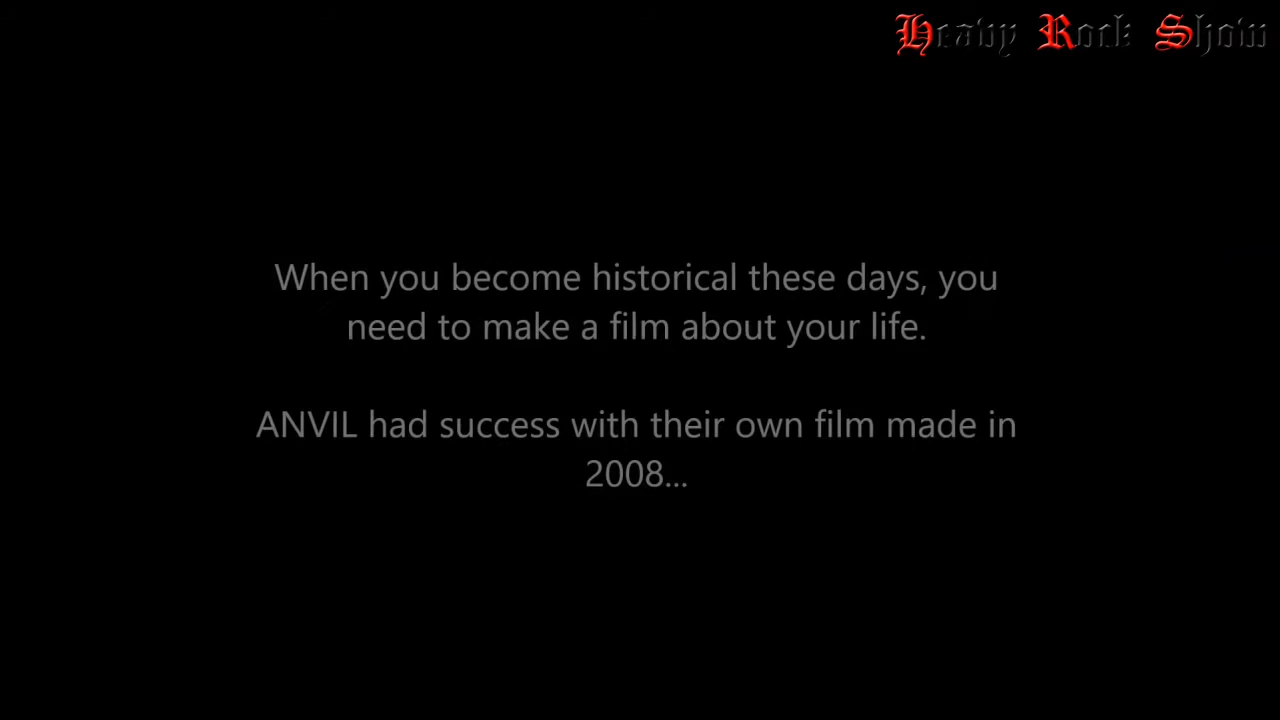 Heavy Rock Show
When you become historical these days, you
need to make a film about your life.
ANVIL had success with their own film made in
2008...